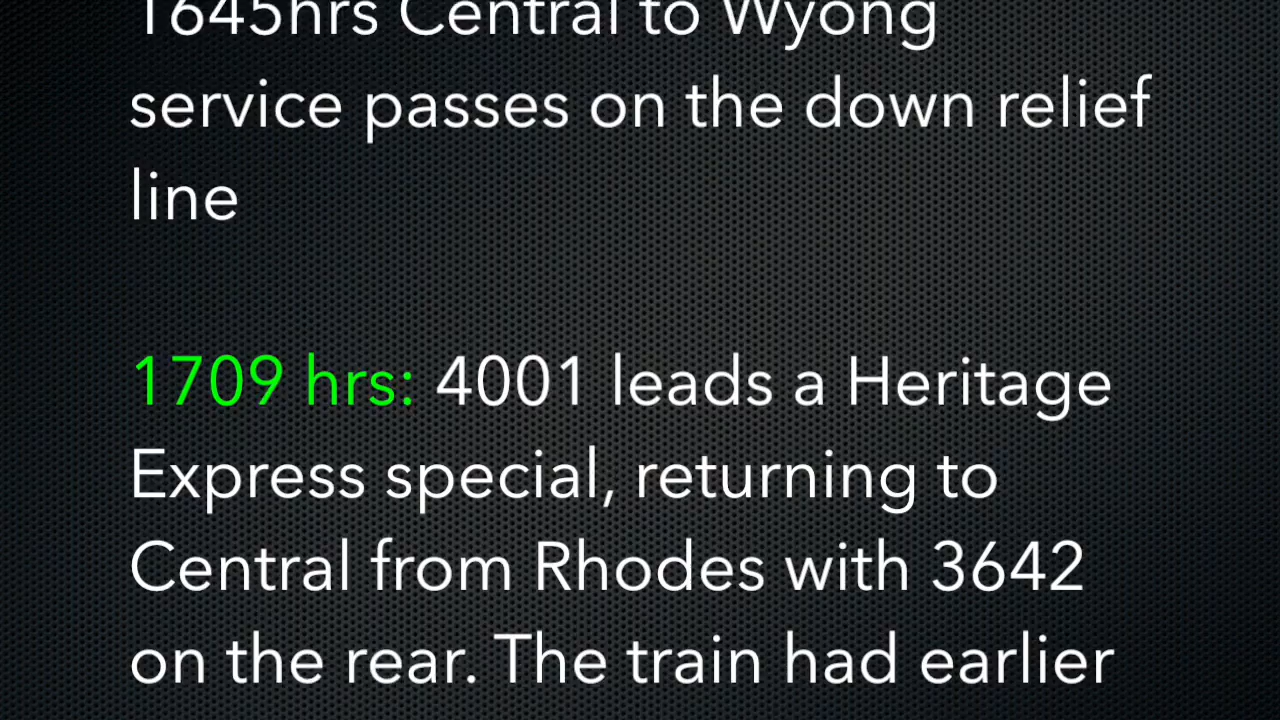 1645hrs Central to Wyong
service passes on the down relief
line
1709 hrs: 4001 leads a Heritage
Express special, returning to
Central from Rhodes with 3642
on the rear. The train had earlier